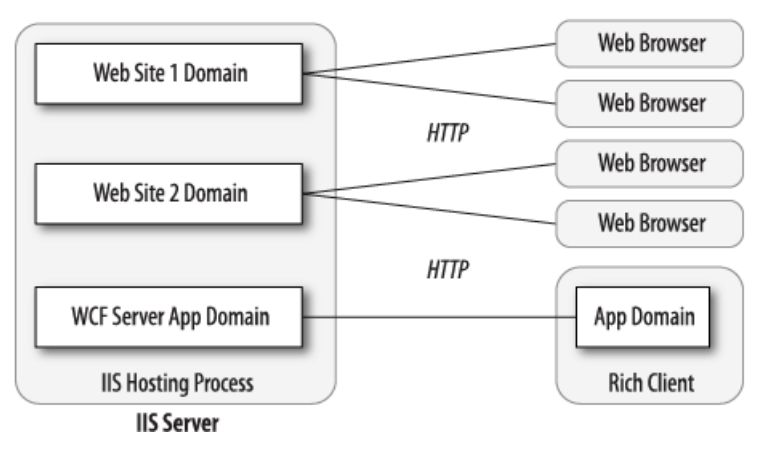 Web Site 1 Domain
Web Browser
Web Browser
HTTP
Web Site 2 Domain
Web Browser
Web Browser
HTTP
WCF Server App Domain
App Domain
IIS Hosting Process
Rich Client
IIS Server